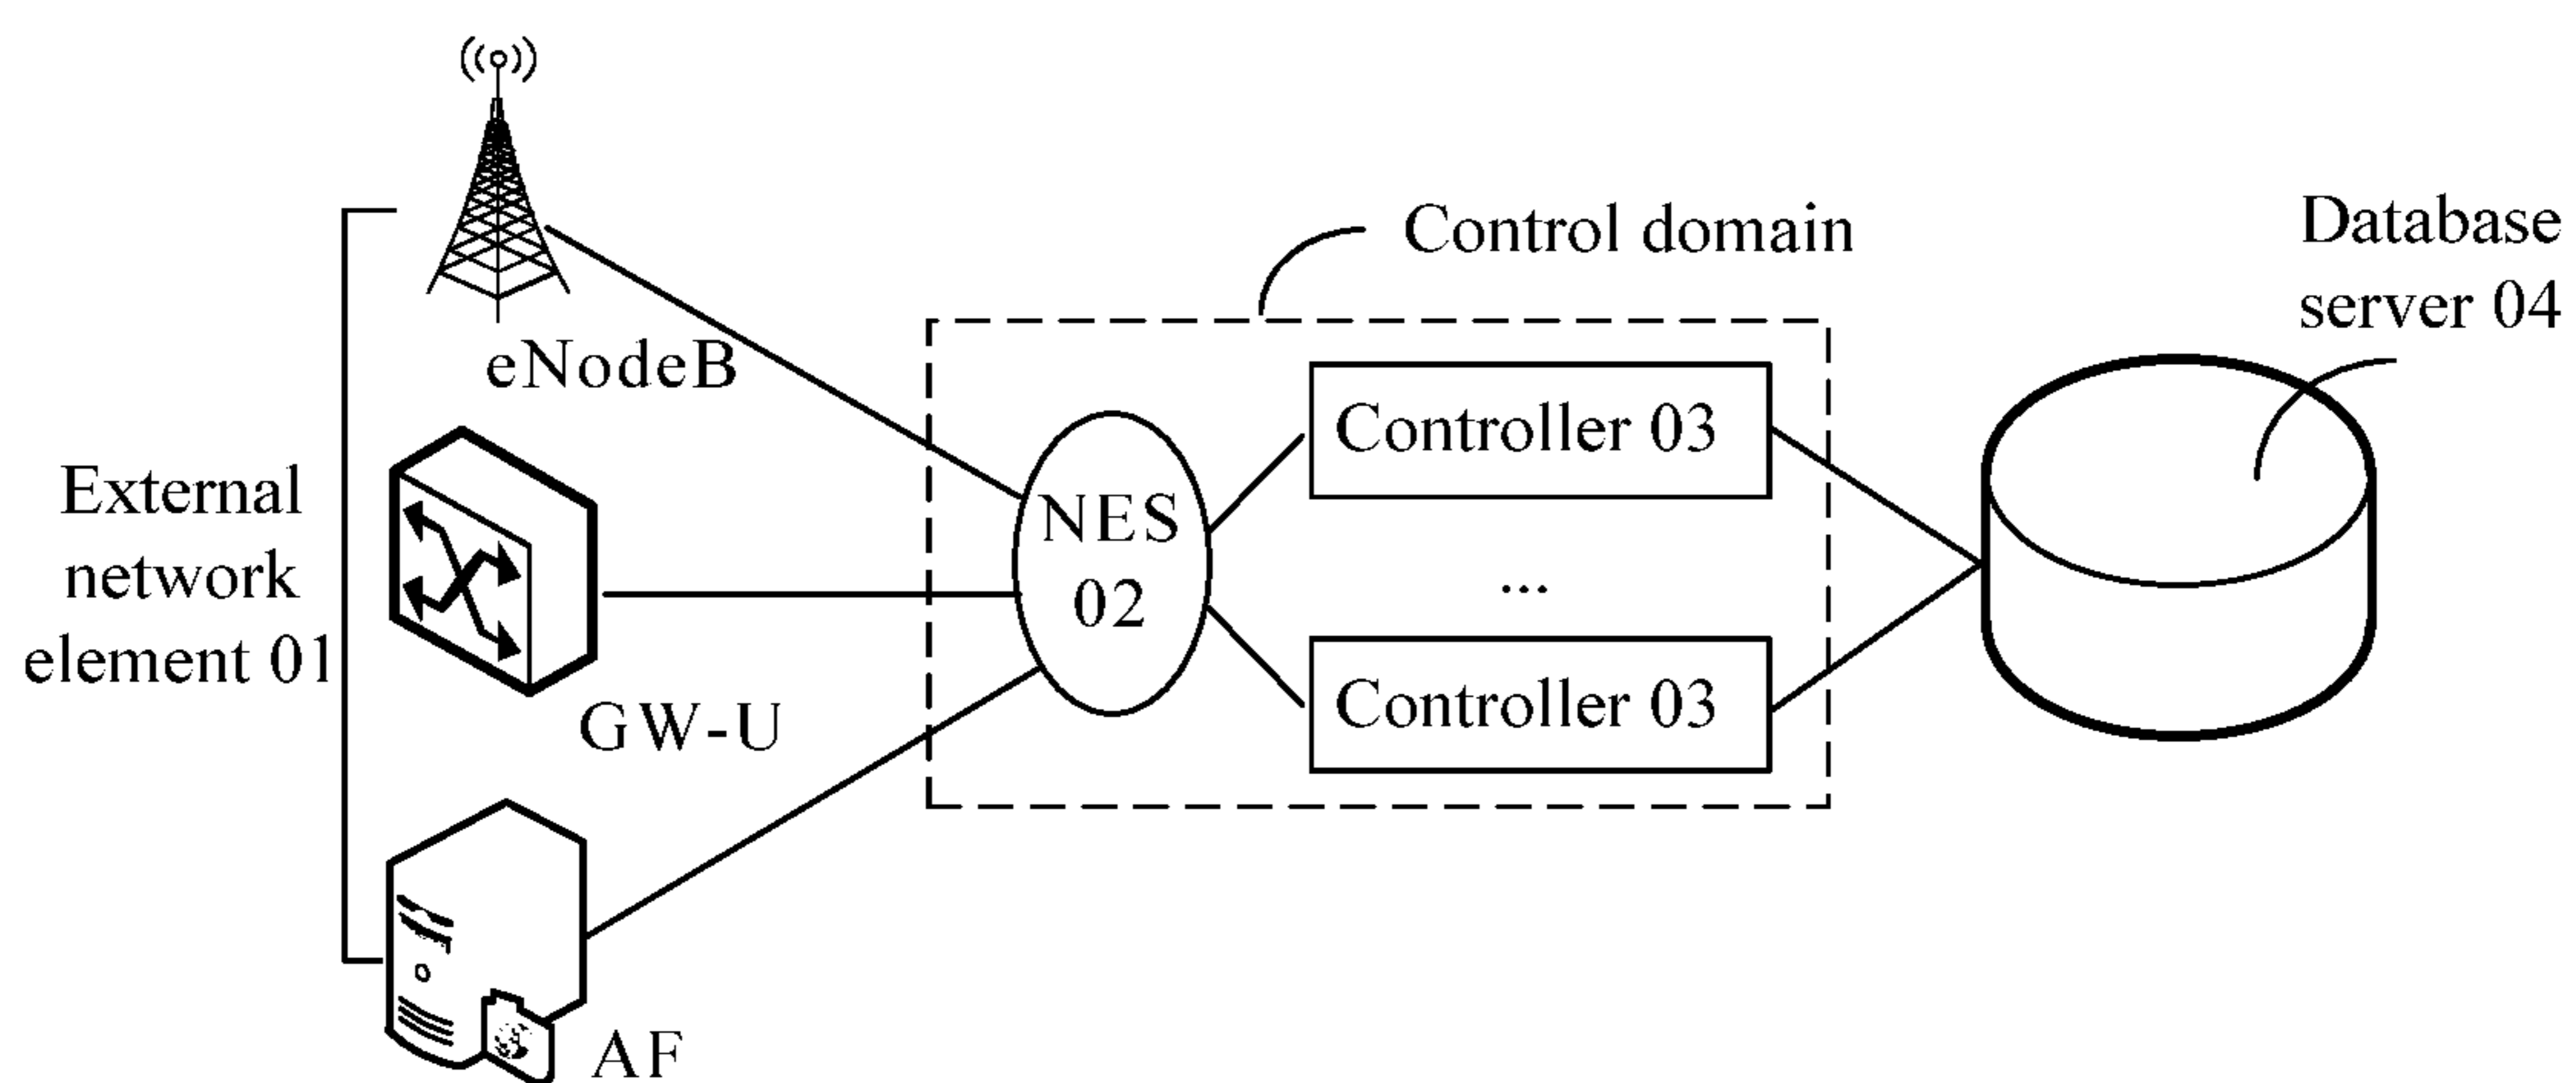 External
network
element 01
eNodeB
GW-U
AF
Control domain
NES
02
Controller 03
...
Controller 03
Database
server 04